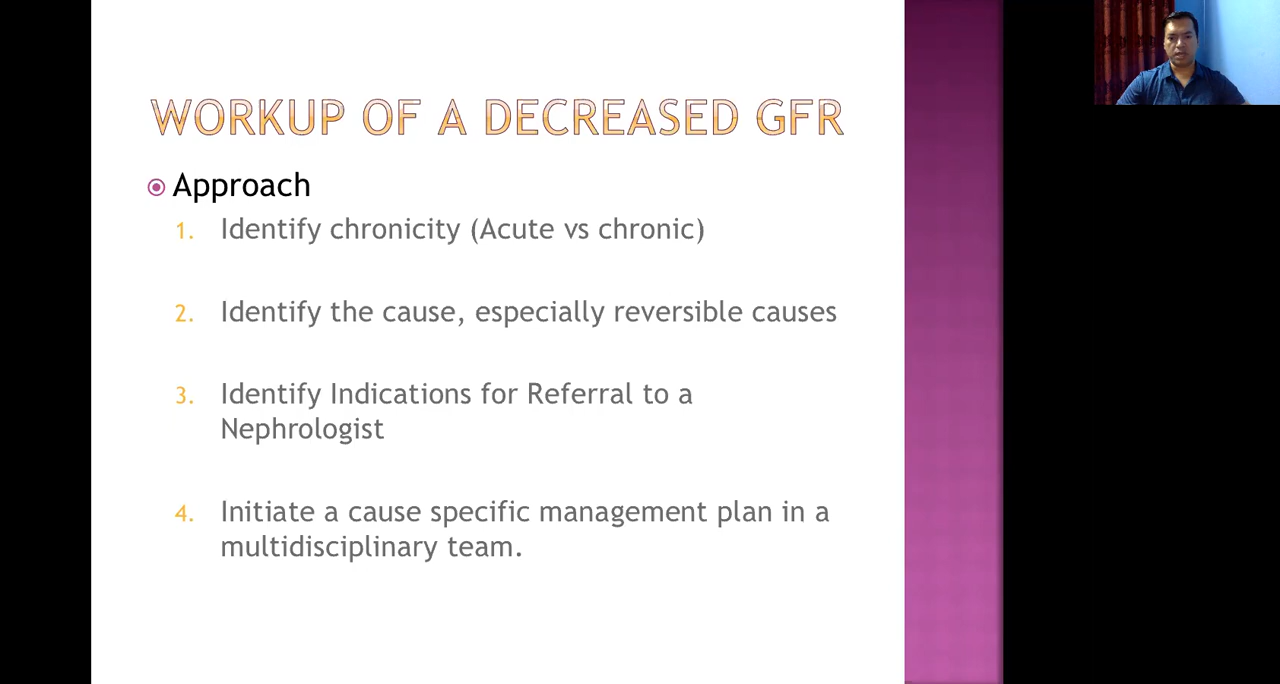 WORKUP OF A DECREASED GFR
Approach
1. Identify chronicity (Acute vs chronic)
2. Identify the cause, especially reversible causes
3. Identify Indications for Referral to a
Nephrologist
4. Initiate a cause specific management plan in a
multidisciplinary team.